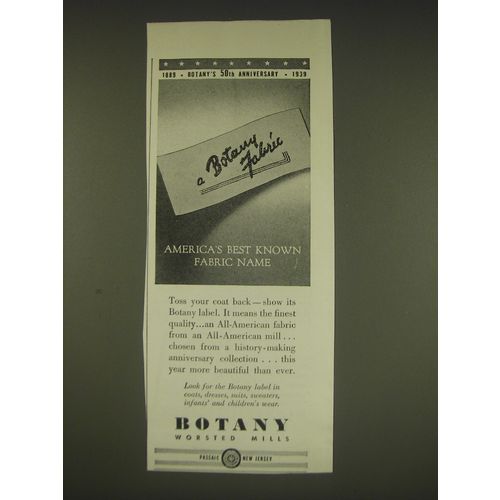 1889 • BOTANY'S 50th ANNIVERSARY • 1939
a Botany
Fabric
AMERICA'S BEST KNOWN
FABRIC NAME
Toss your coat back—show its
Botany label. It means the finest
quality...an All-American fabric
from an All-American mill...
chosen from a history-making
anniversary collection...this
year more beautiful than ever.
Look for the Botany label in
coats, dresses, suits, sweaters,
infants' and children's wear.
BOTANY
WORSTED MILLS
PASSAIC NEW JERSEY